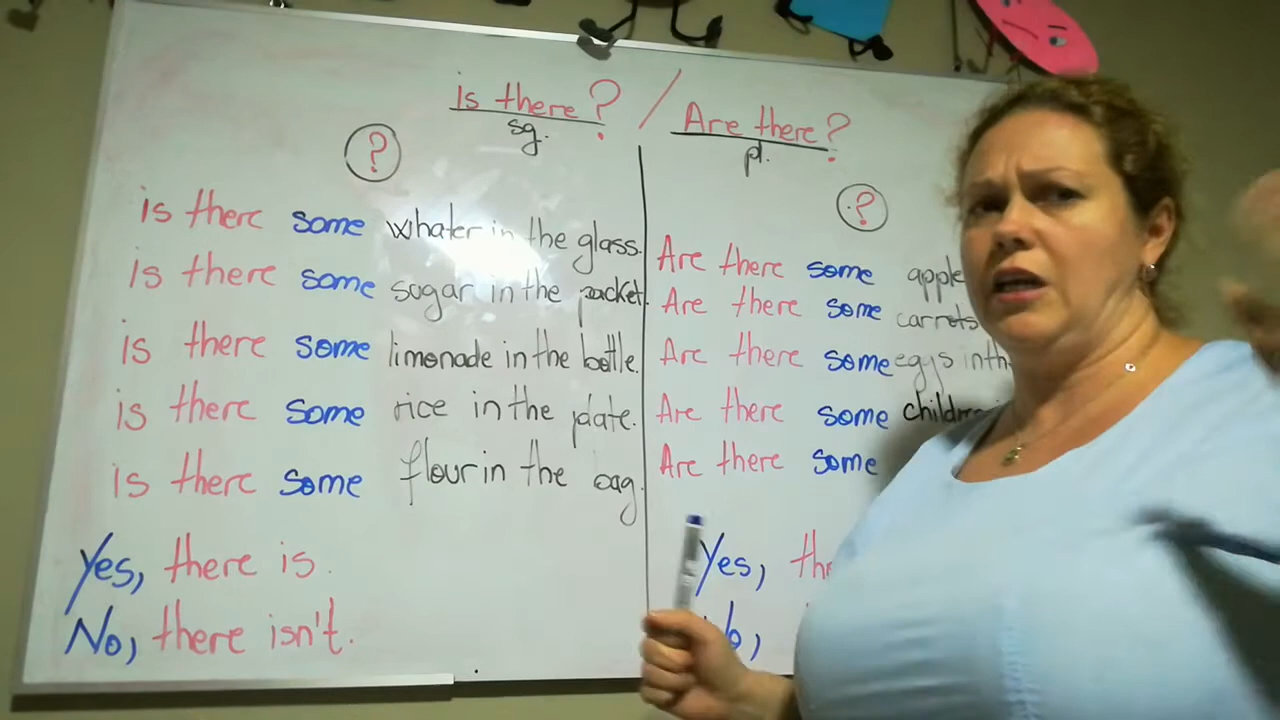 is there? / Are there?
sg.
pl.
?
is there some whater in the glass.
is there some sugar in the packet.
is there some limonade in the bottle.
is there some rice in the plate.
is there some flour in the
Yes, there is.
No, there isn't.
?
Are there some apple
Are there some carrets
Are there some eggs in th
Are there some children
Are there some
Yes, the
No,